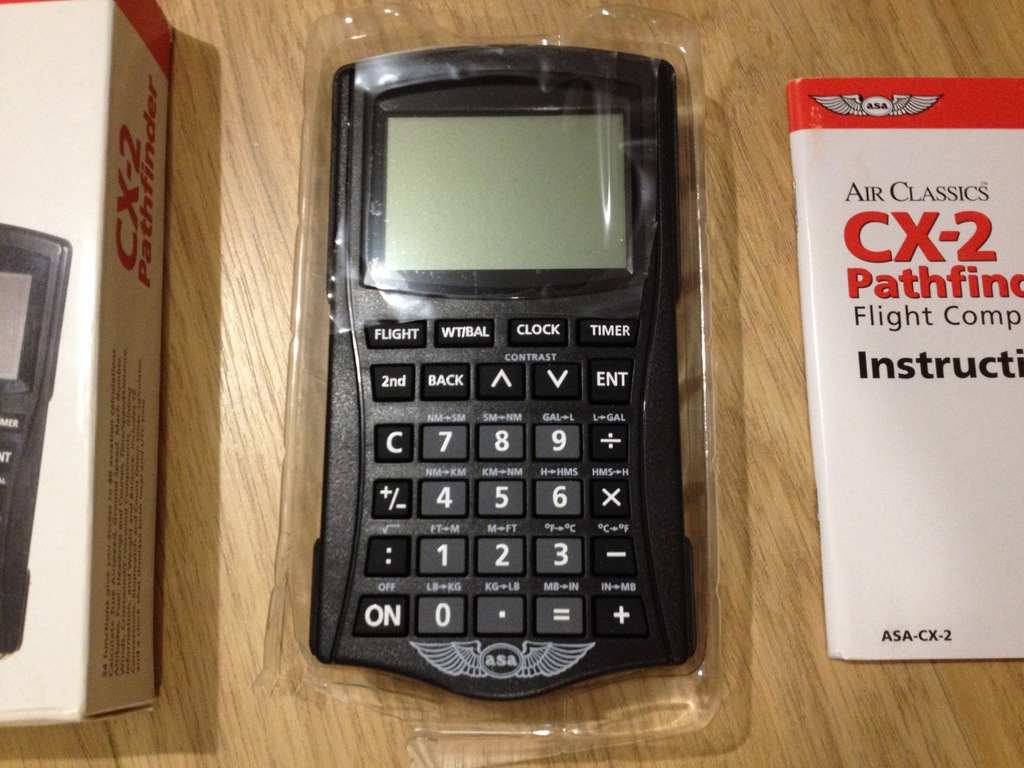 CX-2
Pathfinder
FLIGHT WT/BAL CLOCK TIMER
CONTRAST
2nd BACK ∧ ∨ ENT
NM→SM SM→NM GAL→L L→GAL
C 7 8 9 ÷
NM→KM KM→NM H→HMS HMS→H
+/− 4 5 6 ×
√ FT→M M→FT °F→°C °C→°F
: 1 2 3 −
OFF LB→KG KG→LB MB→IN IN→MB
ON 0 . = +
asa
asa
AIR CLASSICS™
CX-2
Pathfin
Flight Comp
Instructi
ASA-CX-2